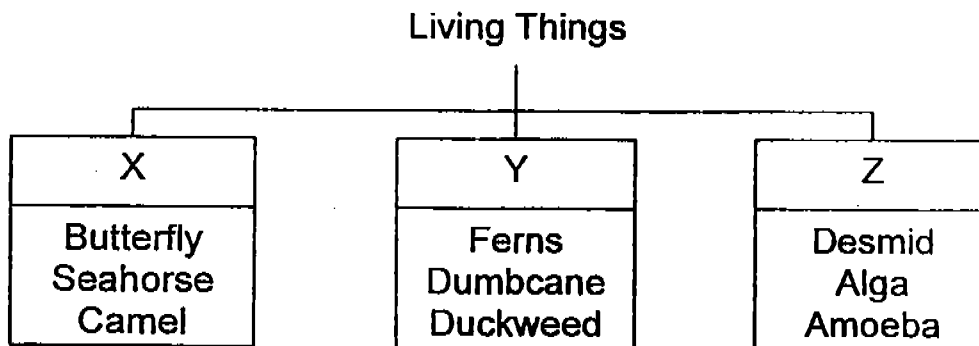 Living Things
X
Butterfly
Seahorse
Camel
Y
Ferns
Dumbcane
Duckweed
Z
Desmid
Alga
Amoeba